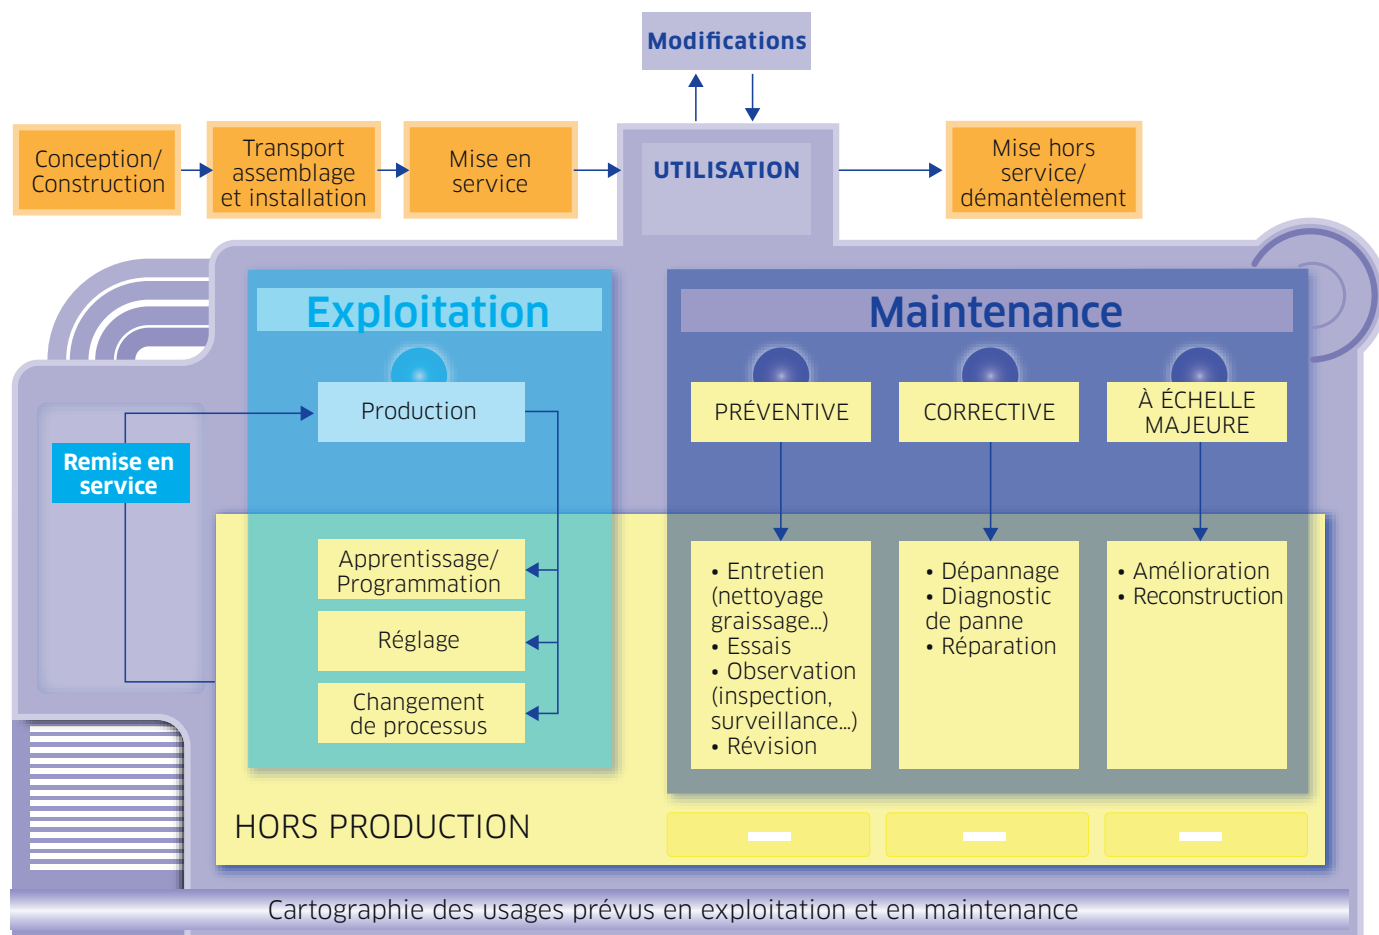 Modifications
Conception/
Construction
Transport
assemblage
et installation
Mise en
service
UTILISATION
Mise hors
service/
démantèlement
Exploitation
Maintenance
Production
PRÉVENTIVE
CORRECTIVE
À ÉCHELLE
MAJEURE
Remise en
service
Apprentissage/
Programmation
Réglage
Changement
de processus
• Entretien
(nettoyage
graissage...)
• Essais
• Observation
(inspection,
surveillance...)
• Révision
• Dépannage
• Diagnostic
de panne
• Réparation
• Amélioration
• Reconstruction
HORS PRODUCTION
Cartographie des usages prévus en exploitation et en maintenance